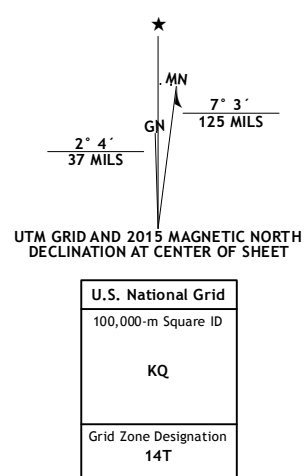 MN
GN
7° 3´
125 MILS
2° 4´
37 MILS
UTM GRID AND 2015 MAGNETIC NORTH
DECLINATION AT CENTER OF SHEET
U.S. National Grid
100,000-m Square ID
KQ
Grid Zone Designation
14T